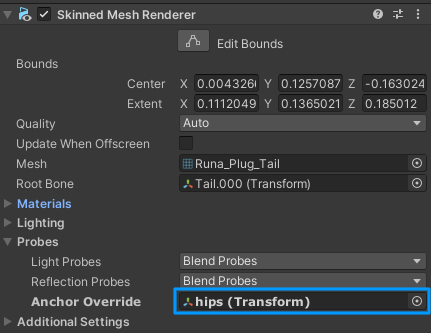 Skinned Mesh Renderer
Edit Bounds
Bounds
Center X 0.004326 Y 0.1257087 Z -0.163024
Extent X 0.1112049 Y 0.1365021 Z 0.185012
Quality Auto
Update When Offscreen
Mesh Runa_Plug_Tail
Root Bone Tail.000 (Transform)
Materials
Lighting
Probes
Light Probes Blend Probes
Reflection Probes Blend Probes
Anchor Override hips (Transform)
Additional Settings